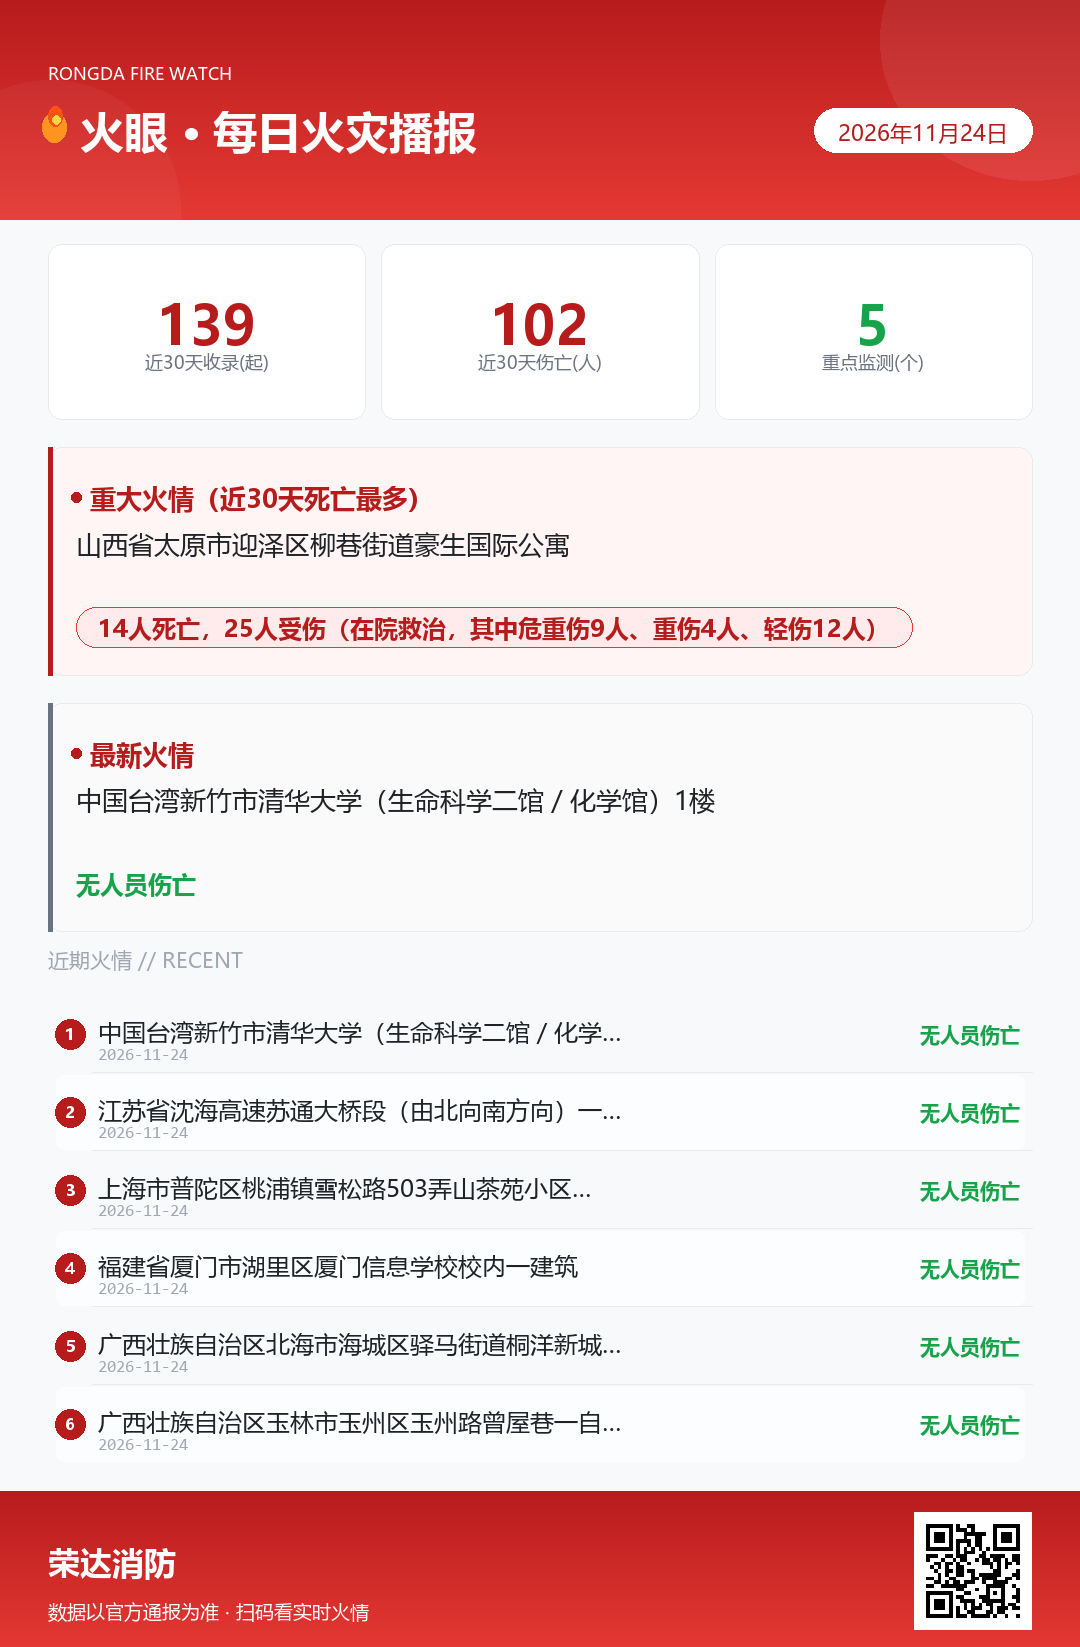 RONGDA FIRE WATCH
火眼·每日火灾播报
2026年11月24日
139
近30天收录(起)
102
近30天伤亡(人)
5
重点监测(个)
重大火情（近30天死亡最多）
山西省太原市迎泽区柳巷街道豪生国际公寓
14人死亡，25人受伤（在院救治，其中危重伤9人、重伤4人、轻伤12人）
最新火情
中国台湾新竹市清华大学（生命科学二馆 / 化学馆）1楼
无人员伤亡
近期火情 // RECENT
1 中国台湾新竹市清华大学（生命科学二馆 / 化学... 无人员伤亡
2026-11-24
2 江苏省沈海高速苏通大桥段（由北向南方向）一... 无人员伤亡
2026-11-24
3 上海市普陀区桃浦镇雪松路503弄山茶苑小区... 无人员伤亡
2026-11-24
4 福建省厦门市湖里区厦门信息学校校内一建筑 无人员伤亡
2026-11-24
5 广西壮族自治区北海市海城区驿马街道桐洋新城... 无人员伤亡
2026-11-24
6 广西壮族自治区玉林市玉州区玉州路曾屋巷一自... 无人员伤亡
2026-11-24
荣达消防
数据以官方通报为准 · 扫码看实时火情